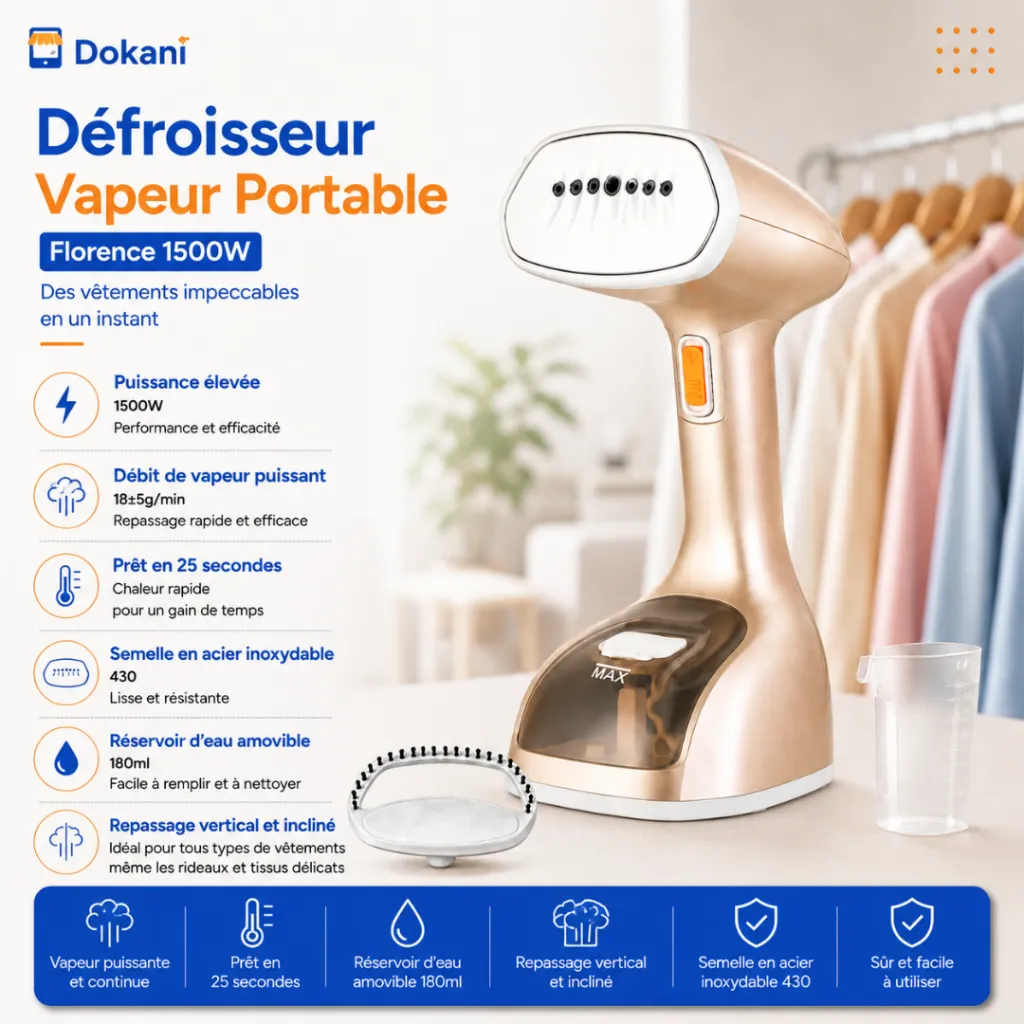 Dokani
Défroisseur
Vapeur Portable
Florence 1500W
Des vêtements impeccables
en un instant
Puissance élevée
1500W
Performance et efficacité
Débit de vapeur puissant
18±5g/min
Repassage rapide et efficace
Prêt en 25 secondes
Chaleur rapide
pour un gain de temps
Semelle en acier inoxydable
430
Lisse et résistante
Réservoir d'eau amovible
180ml
Facile à remplir et à nettoyer
Repassage vertical et incliné
Idéal pour tous types de vêtements
même les rideaux et tissus délicats
MAX
Vapeur puissante
et continue
Prêt en
25 secondes
Réservoir d'eau
amovible 180ml
Repassage vertical
et incliné
Semelle en acier
inoxydable 430
Sûr et facile
à utiliser